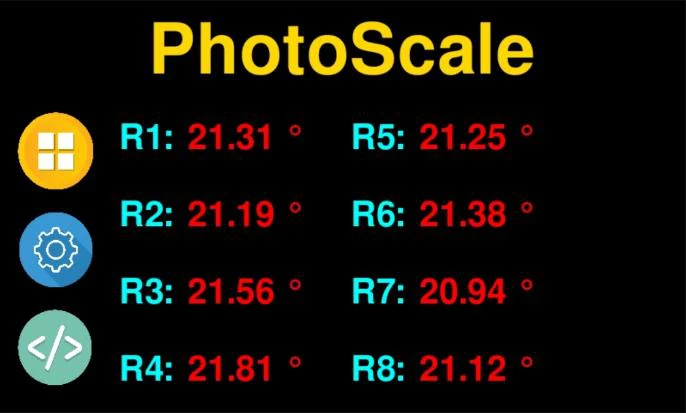 PhotoScale
R1: 21.31 ° R5: 21.25 °
R2: 21.19 ° R6: 21.38 °
R3: 21.56 ° R7: 20.94 °
R4: 21.81 ° R8: 21.12 °